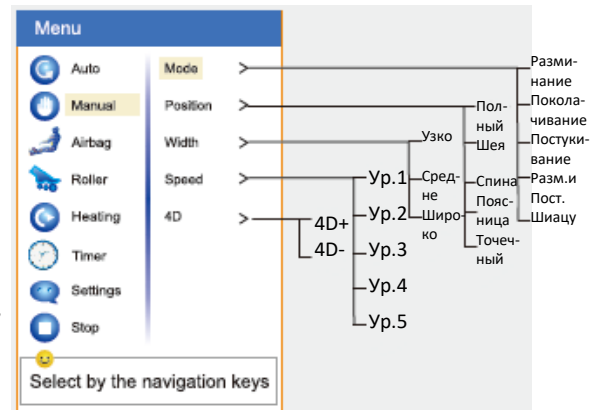 Menu
Auto
Manual
Airbag
Roller
Heating
Timer
Settings
Stop
Mode
Position
Width
Speed
4D
4D+
4D-
Ур.1
Ур.2
Ур.3
Ур.4
Ур.5
Узко
Сред-
не
Широ-
ко
Пол-
ный
Шея
Спина
Пояс-
ница
Точеч-
ный
Разми-
нание
Покола-
чивание
Постуки-
вание
Разм.и
Пост.
Шиацу
Select by the navigation keys